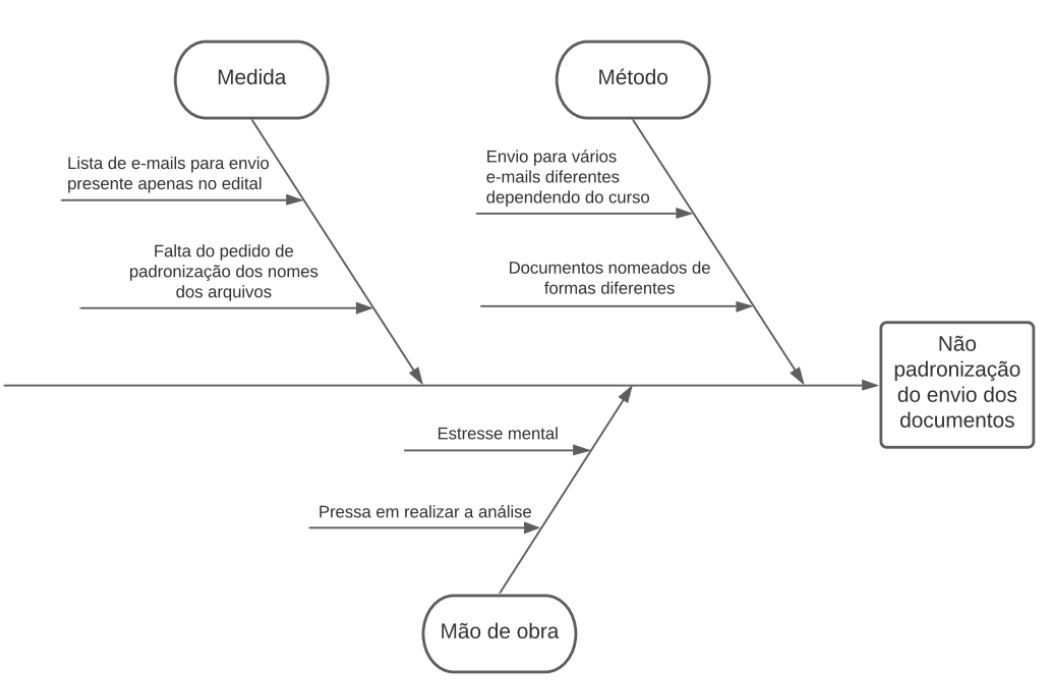 Medida
Método
Lista de e-mails para envio
presente apenas no edital
Envio para vários
e-mails diferentes
dependendo do curso
Falta do pedido de
padronização dos nomes
dos arquivos
Documentos nomeados de
formas diferentes
Não
padronização
do envio dos
documentos
Estresse mental
Pressa em realizar a análise
Mão de obra